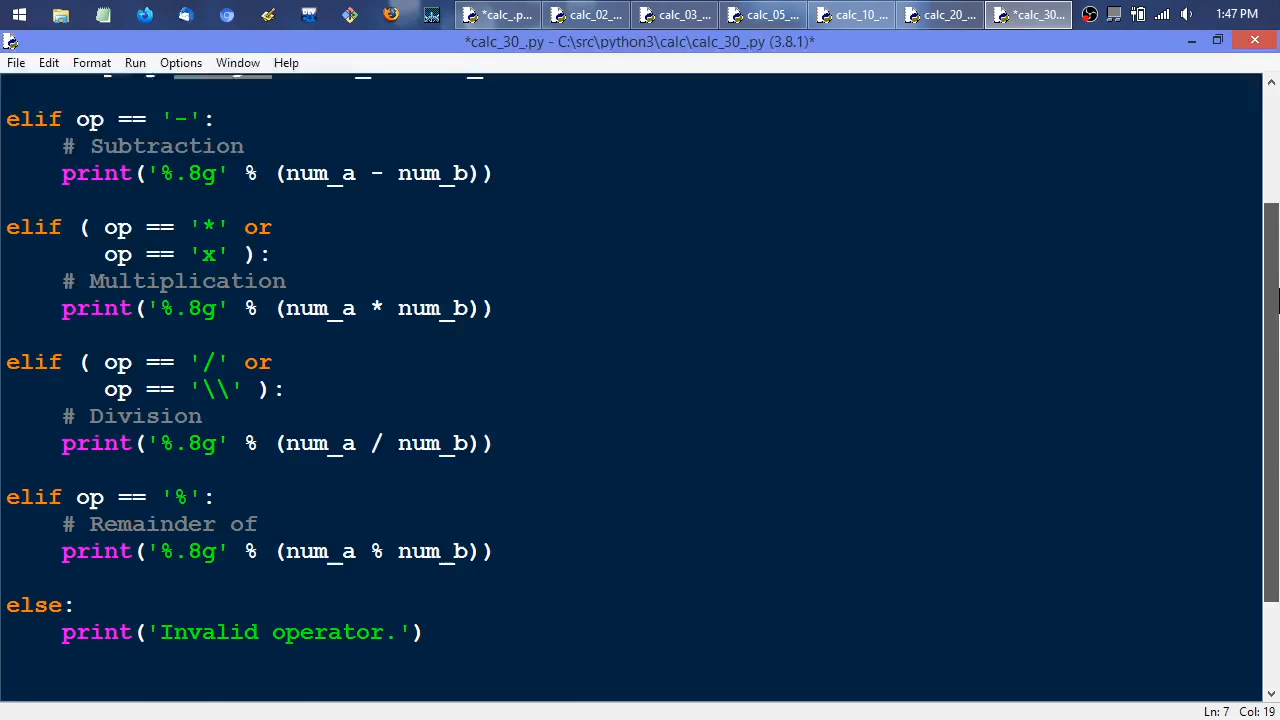 *calc_.p... calc_02_... calc_03_... calc_05_... calc_10_... calc_20_... *calc_30... 1:47 PM
*calc_30_.py - C:\src\python3\calc\calc_30_.py (3.8.1)*
File Edit Format Run Options Window Help
elif op == '-':
# Subtraction
print('%.8g' % (num_a - num_b))
elif ( op == '*' or
op == 'x' ):
# Multiplication
print('%.8g' % (num_a * num_b))
elif ( op == '/' or
op == '\\' ):
# Division
print('%.8g' % (num_a / num_b))
elif op == '%':
# Remainder of
print('%.8g' % (num_a % num_b))
else:
print('Invalid operator.')
Ln: 7 Col: 19